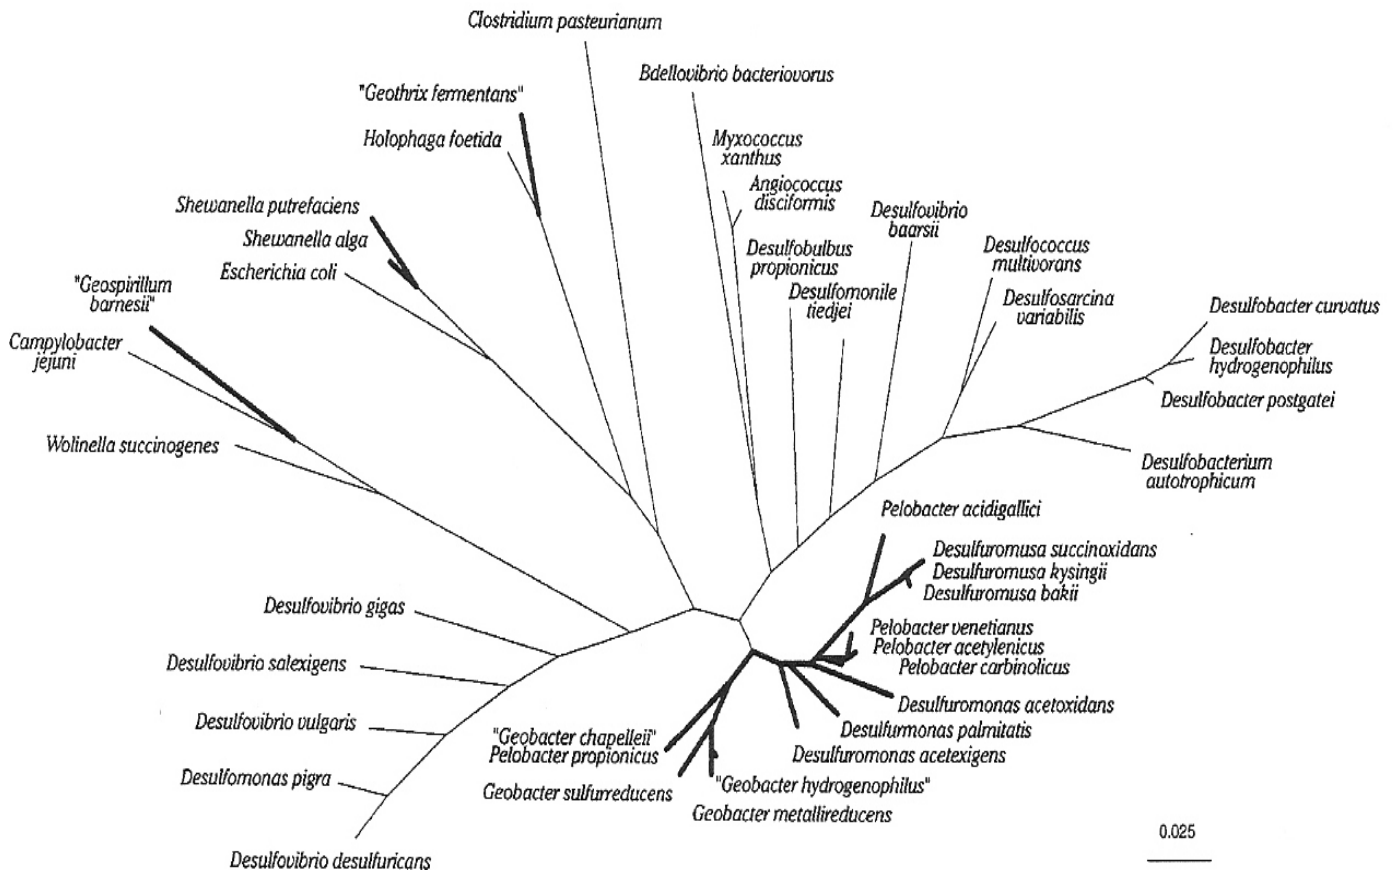 Clostridium pasteurianum
Bdellovibrio bacteriovorus
"Geothrix fermentans"
Holophaga foetida
Myxococcus
xanthus
Angiococcus
disciformis
Shewanella putrefaciens
Shewanella alga
Escherichia coli
Desulfovibrio
baarsii
Desulfobulbus
propionicus
Desulfomonile
tiedjei
Desulfococcus
multivorans
Desulfosarcina
variabilis
"Geospirillum
barnesii"
Campylobacter
jejuni
Wolinella succinogenes
Desulfobacter curvatus
Desulfobacter
hydrogenophilus
Desulfobacter postgatei
Desulfobacterium
autotrophicum
Pelobacter acidigallici
Desulfuromusa succinoxidans
Desulfuromusa kysingii
Desulfuromusa bakii
Pelobacter venetianus
Pelobacter acetylenicus
Pelobacter carbinolicus
Desulfuromonas acetoxidans
Desulfurmonas palmitatis
Desulfuromonas acetexigens
Desulfovibrio gigas
Desulfovibrio salexigens
Desulfovibrio vulgaris
Desulfomonas pigra
Desulfovibrio desulfuricans
"Geobacter chapelleii"
Pelobacter propionicus
Geobacter sulfurreducens
"Geobacter hydrogenophilus"
Geobacter metallireducens
0.025